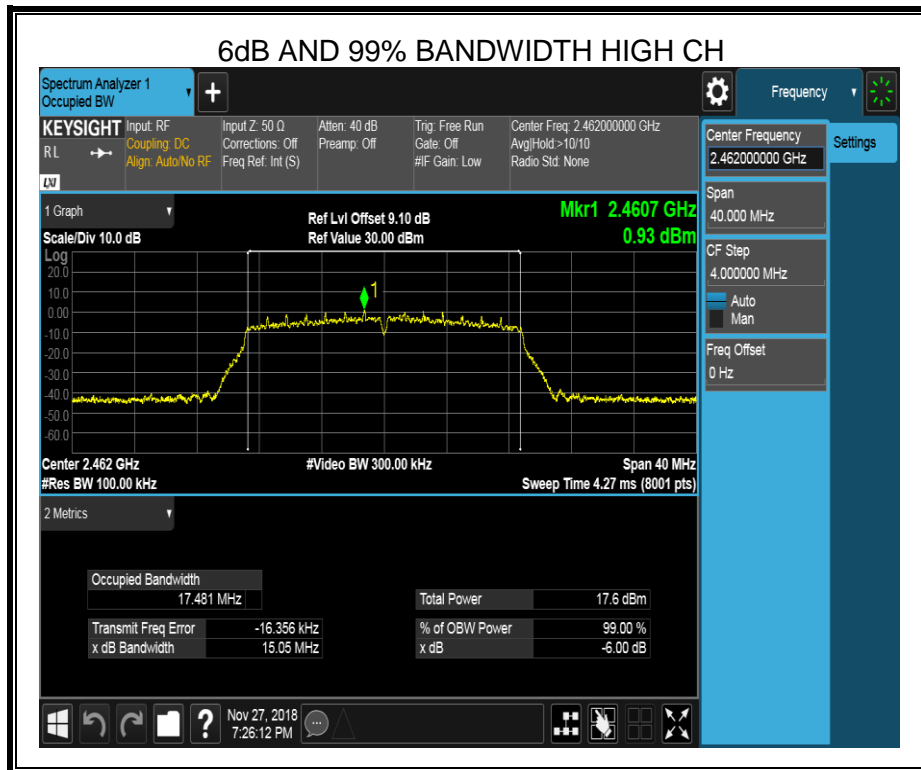 6dB AND 99% BANDWIDTH HIGH CH
Spectrum Analyzer 1
Occupied BW
+
Frequency
KEYSIGHT
RL
LXI
Input: RF
Coupling: DC
Align: Auto/No RF
Input Z: 50 Ω
Corrections: Off
Freq Ref: Int (S)
Atten: 40 dB
Preamp: Off
Trig: Free Run
Gate: Off
#IF Gain: Low
Center Freq: 2.462000000 GHz
Avg|Hold:>10/10
Radio Std: None
Center Frequency
2.462000000 GHz
Settings
Span
40.000 MHz
CF Step
4.000000 MHz
Auto
Man
Freq Offset
0 Hz
1 Graph
Scale/Div 10.0 dB
Ref Lvl Offset 9.10 dB
Ref Value 30.00 dBm
Mkr1 2.4607 GHz
0.93 dBm
Log
20.0
10.0
0.00
-10.0
-20.0
-30.0
-40.0
-50.0
-60.0
1
Center 2.462 GHz
#Res BW 100.00 kHz
#Video BW 300.00 kHz
Span 40 MHz
Sweep Time 4.27 ms (8001 pts)
2 Metrics
Occupied Bandwidth
17.481 MHz
Total Power 17.6 dBm
Transmit Freq Error -16.356 kHz
% of OBW Power 99.00 %
x dB Bandwidth 15.05 MHz
x dB -6.00 dB
?
Nov 27, 2018
7:26:12 PM